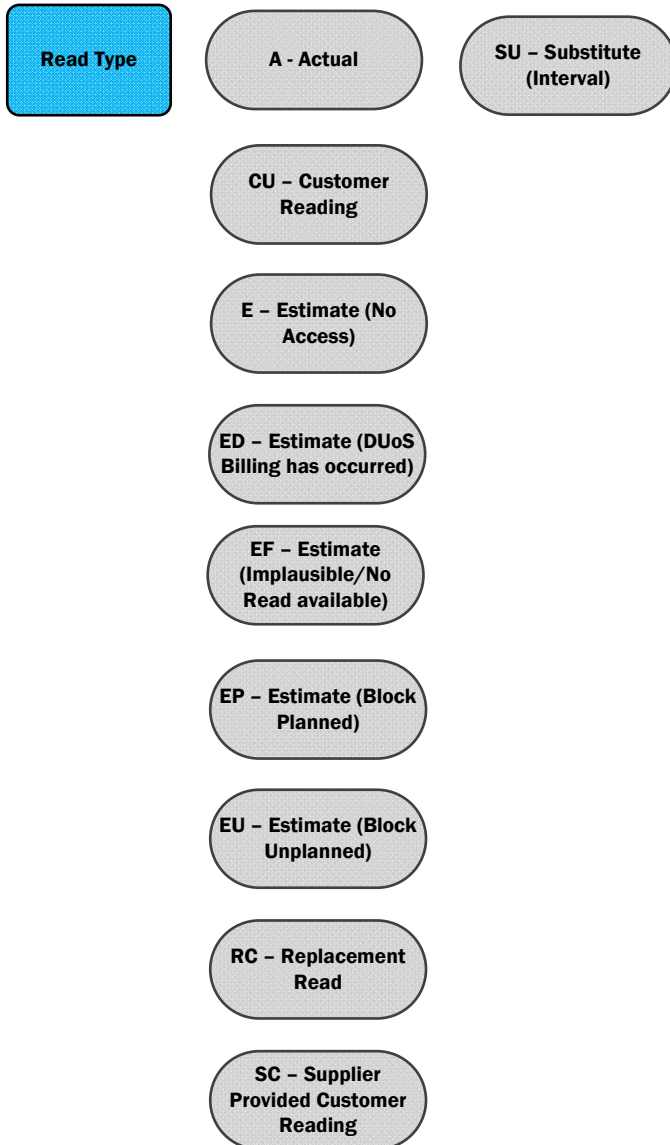 Read Type
A - Actual
SU – Substitute
(Interval)
CU – Customer
Reading
E – Estimate (No
Access)
ED – Estimate (DUoS
Billing has occurred)
EF – Estimate
(Implausible/No
Read available)
EP – Estimate (Block
Planned)
EU – Estimate (Block
Unplanned)
RC – Replacement
Read
SC – Supplier
Provided Customer
Reading